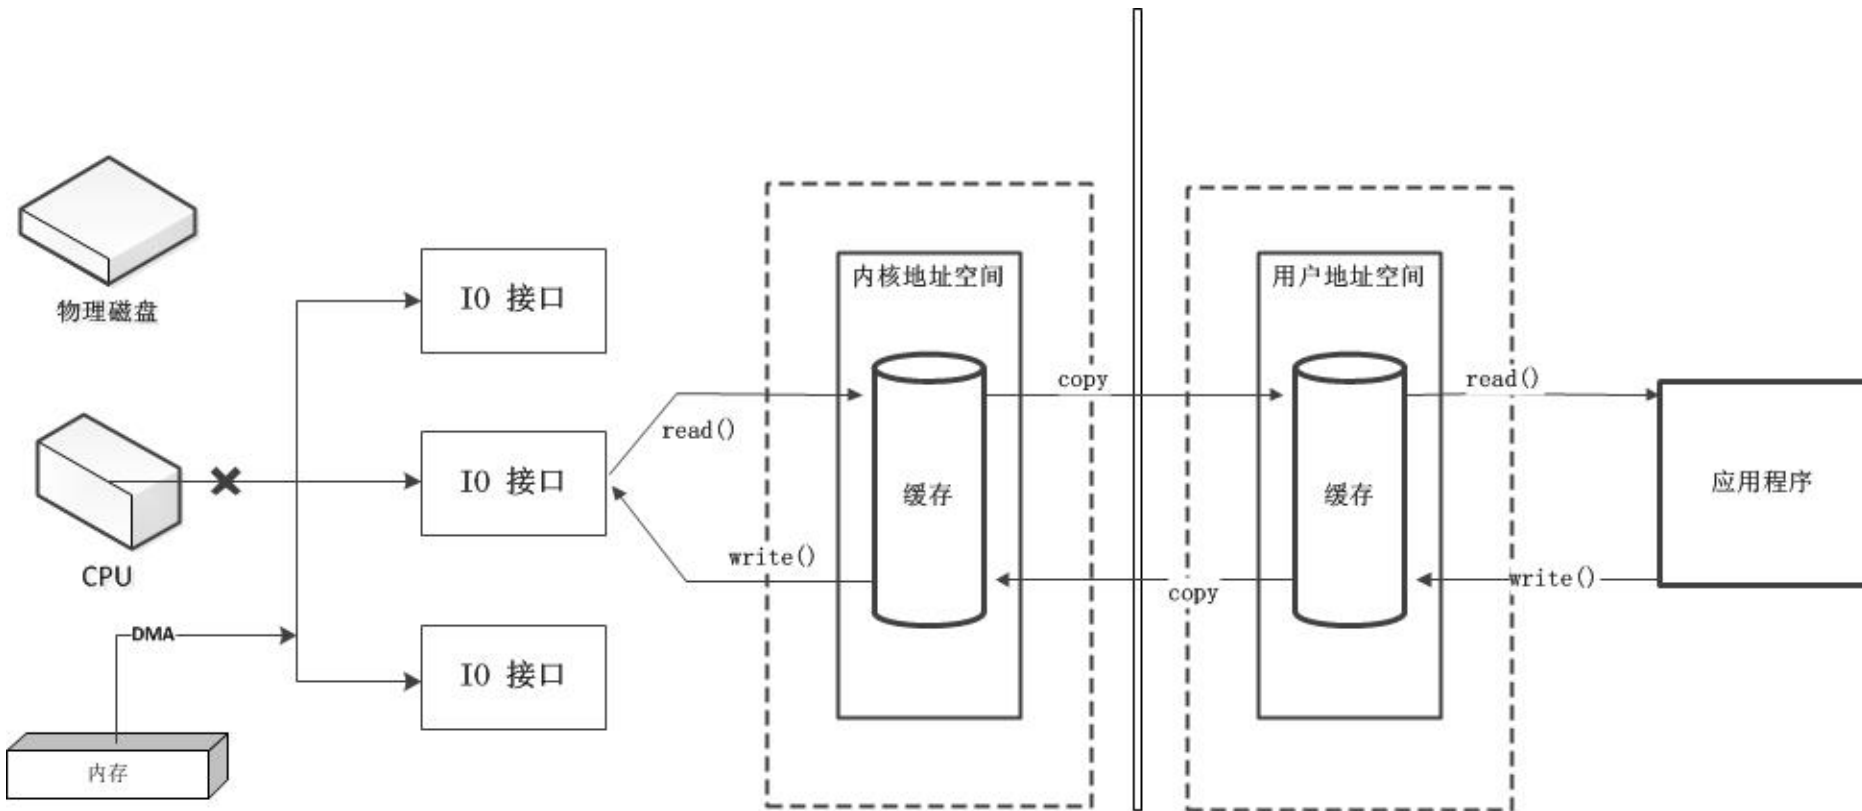 物理磁盘
CPU
DMA
内存
IO 接口
IO 接口
IO 接口
read()
write()
内核地址空间
缓存
copy
copy
用户地址空间
缓存
read()
write()
应用程序